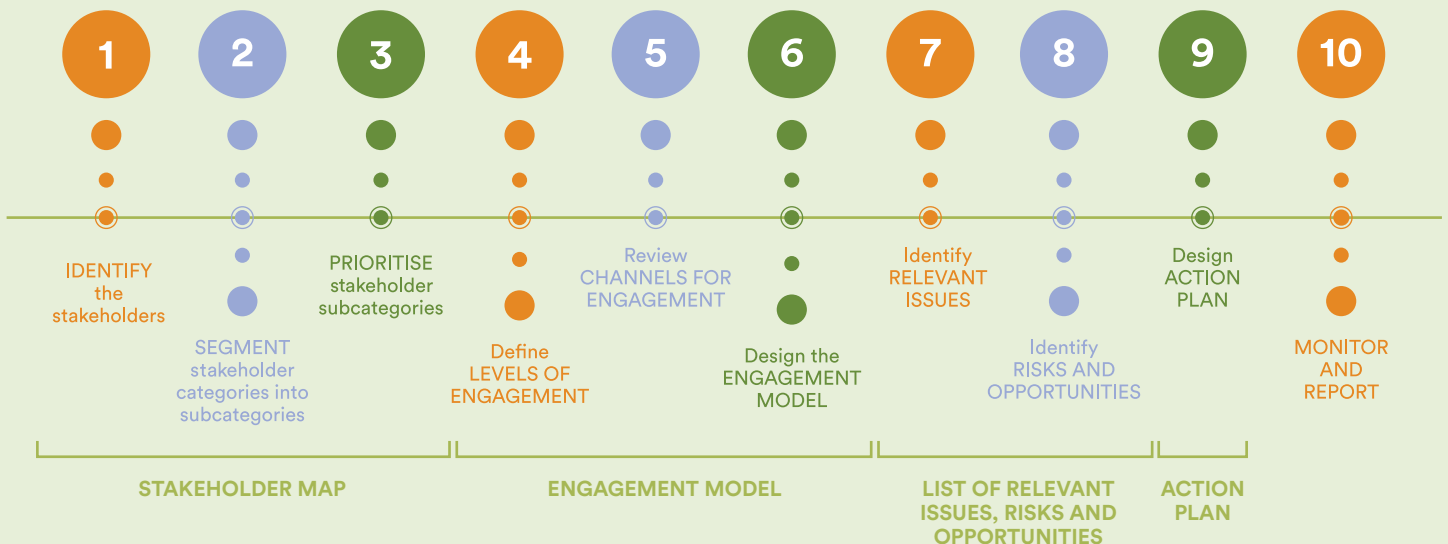 1
2
3
4
5
6
7
8
9
10
IDENTIFY
the
stakeholders
SEGMENT
stakeholder
categories into
subcategories
PRIORITISE
stakeholder
subcategories
Define
LEVELS OF
ENGAGEMENT
Review
CHANNELS FOR
ENGAGEMENT
Design the
ENGAGEMENT
MODEL
Identify
RELEVANT
ISSUES
Identify
RISKS AND
OPPORTUNITIES
Design
ACTION
PLAN
MONITOR
AND
REPORT
STAKEHOLDER MAP
ENGAGEMENT MODEL
LIST OF RELEVANT
ISSUES, RISKS AND
OPPORTUNITIES
ACTION
PLAN